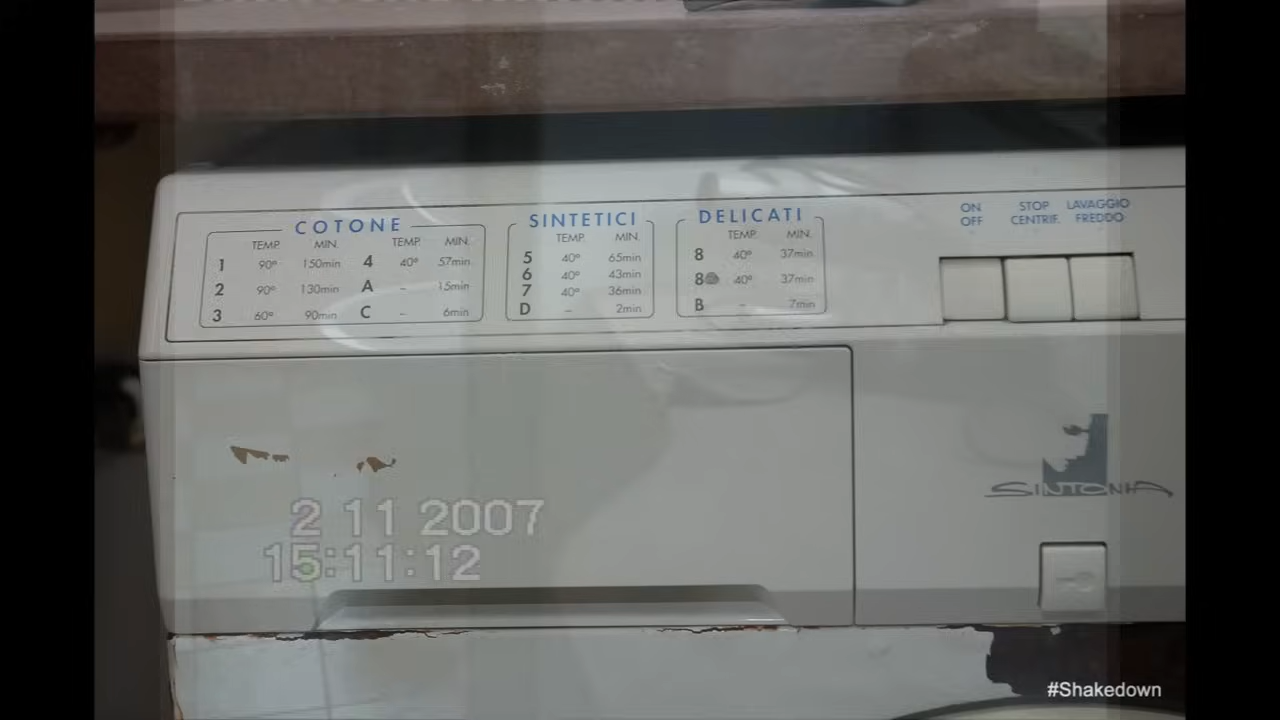 COTONE
TEMP. MIN. TEMP. MIN.
1 90° 150min 4 40° 57min
2 90° 130min A – 15min
3 60° 90min C – 6min
SINTETICI
TEMP. MIN.
5 40° 65min
6 40° 43min
7 40° 36min
D – 2min
DELICATI
TEMP. MIN.
8 40° 37min
8 40° 37min
B – 7min
ON OFF
STOP CENTRIF.
LAVAGGIO FREDDO
SINTONIA
2 11 2007
15:11:12
#Shakedown